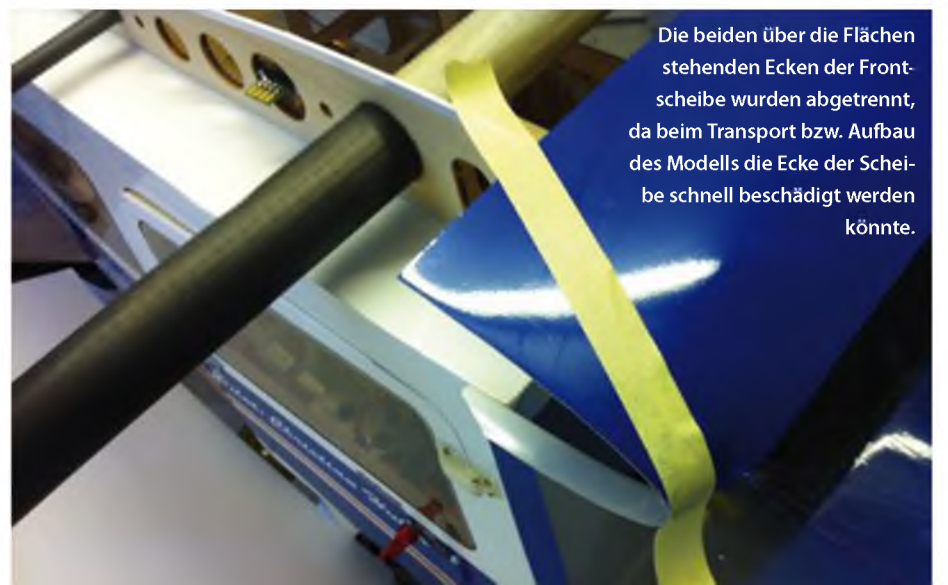 Die beiden über die Flächen
stehenden Ecken der Front-
scheibe wurden abgetrennt,
da beim Transport bzw. Aufbau
des Modells die Ecke der Schei-
be schnell beschädigt werden
könnte.